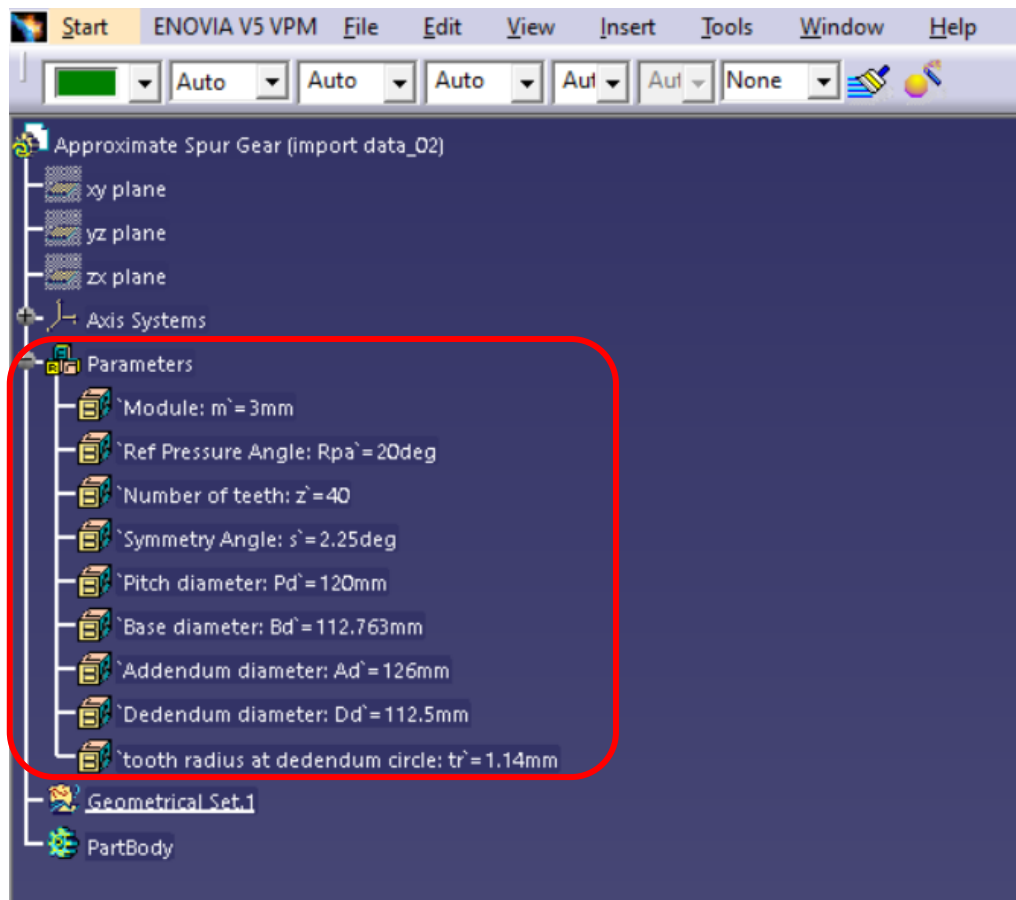 Start ENOVIA V5 VPM File Edit View Insert Tools Window Help
Auto Auto Auto Aut Aut None
Approximate Spur Gear (import data_02)
xy plane
yz plane
zx plane
Axis Systems
Parameters
`Module: m`=3mm
`Ref Pressure Angle: Rpa`=20deg
`Number of teeth: z`=40
`Symmetry Angle: s`=2.25deg
`Pitch diameter: Pd`=120mm
`Base diameter: Bd`=112.763mm
`Addendum diameter: Ad`=126mm
`Dedendum diameter: Dd`=112.5mm
`tooth radius at dedendum circle: tr`=1.14mm
Geometrical Set.1
PartBody